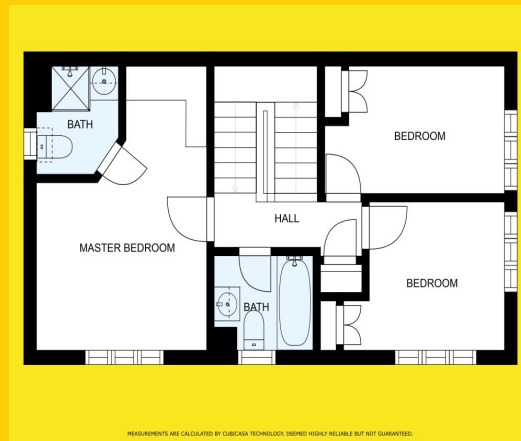 BATH
BEDROOM
HALL
MASTER BEDROOM
BEDROOM
BATH
MEASUREMENTS ARE CALCULATED BY CUBICASA TECHNOLOGY. DEEMED HIGHLY RELIABLE BUT NOT GUARANTEED.